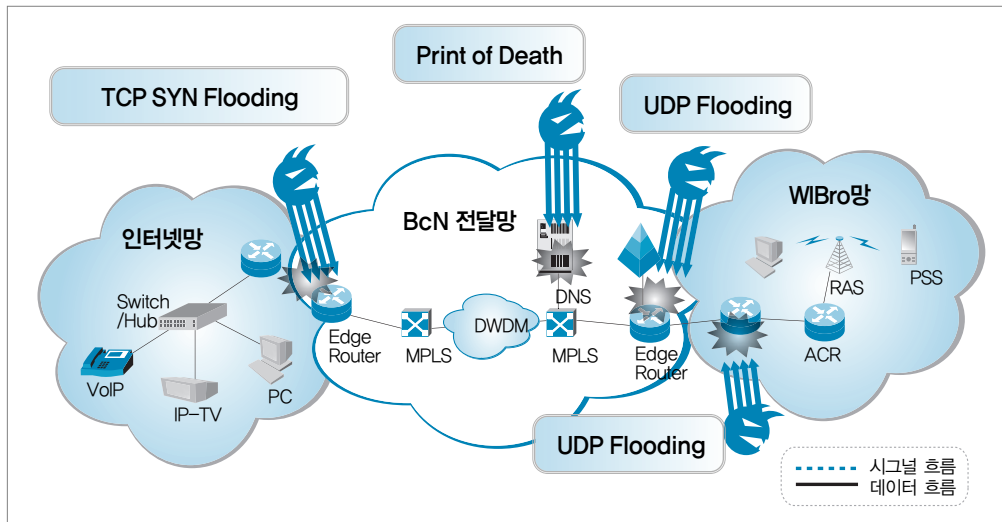 Print of Death
TCP SYN Flooding
UDP Flooding
인터넷망
BcN 전달망
WIBro망
Switch
/Hub
VoIP
IP-TV
PC
Edge
Router
MPLS
DWDM
DNS
MPLS
Edge
Router
RAS
PSS
ACR
UDP Flooding
시그널 흐름
데이터 흐름